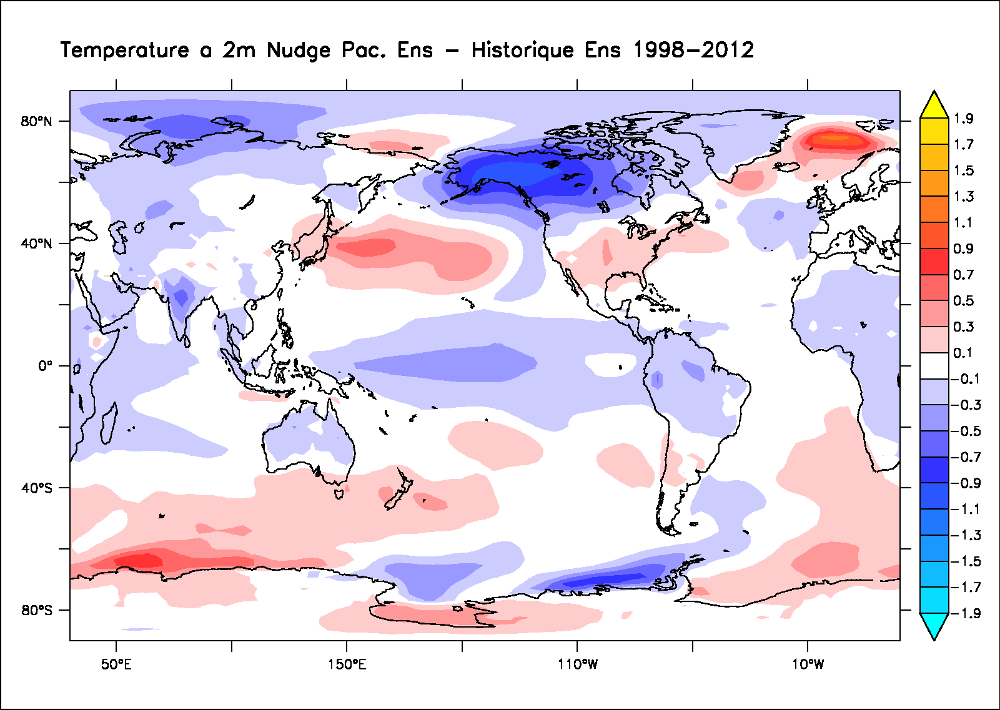 Temperature a 2m Nudge Pac. Ens − Historique Ens 1998−2012
80°N
40°N
0°
40°S
80°S
50°E
150°E
110°W
10°W
1.9
1.7
1.5
1.3
1.1
0.9
0.7
0.5
0.3
0.1
−0.1
−0.3
−0.5
−0.7
−0.9
−1.1
−1.3
−1.5
−1.7
−1.9